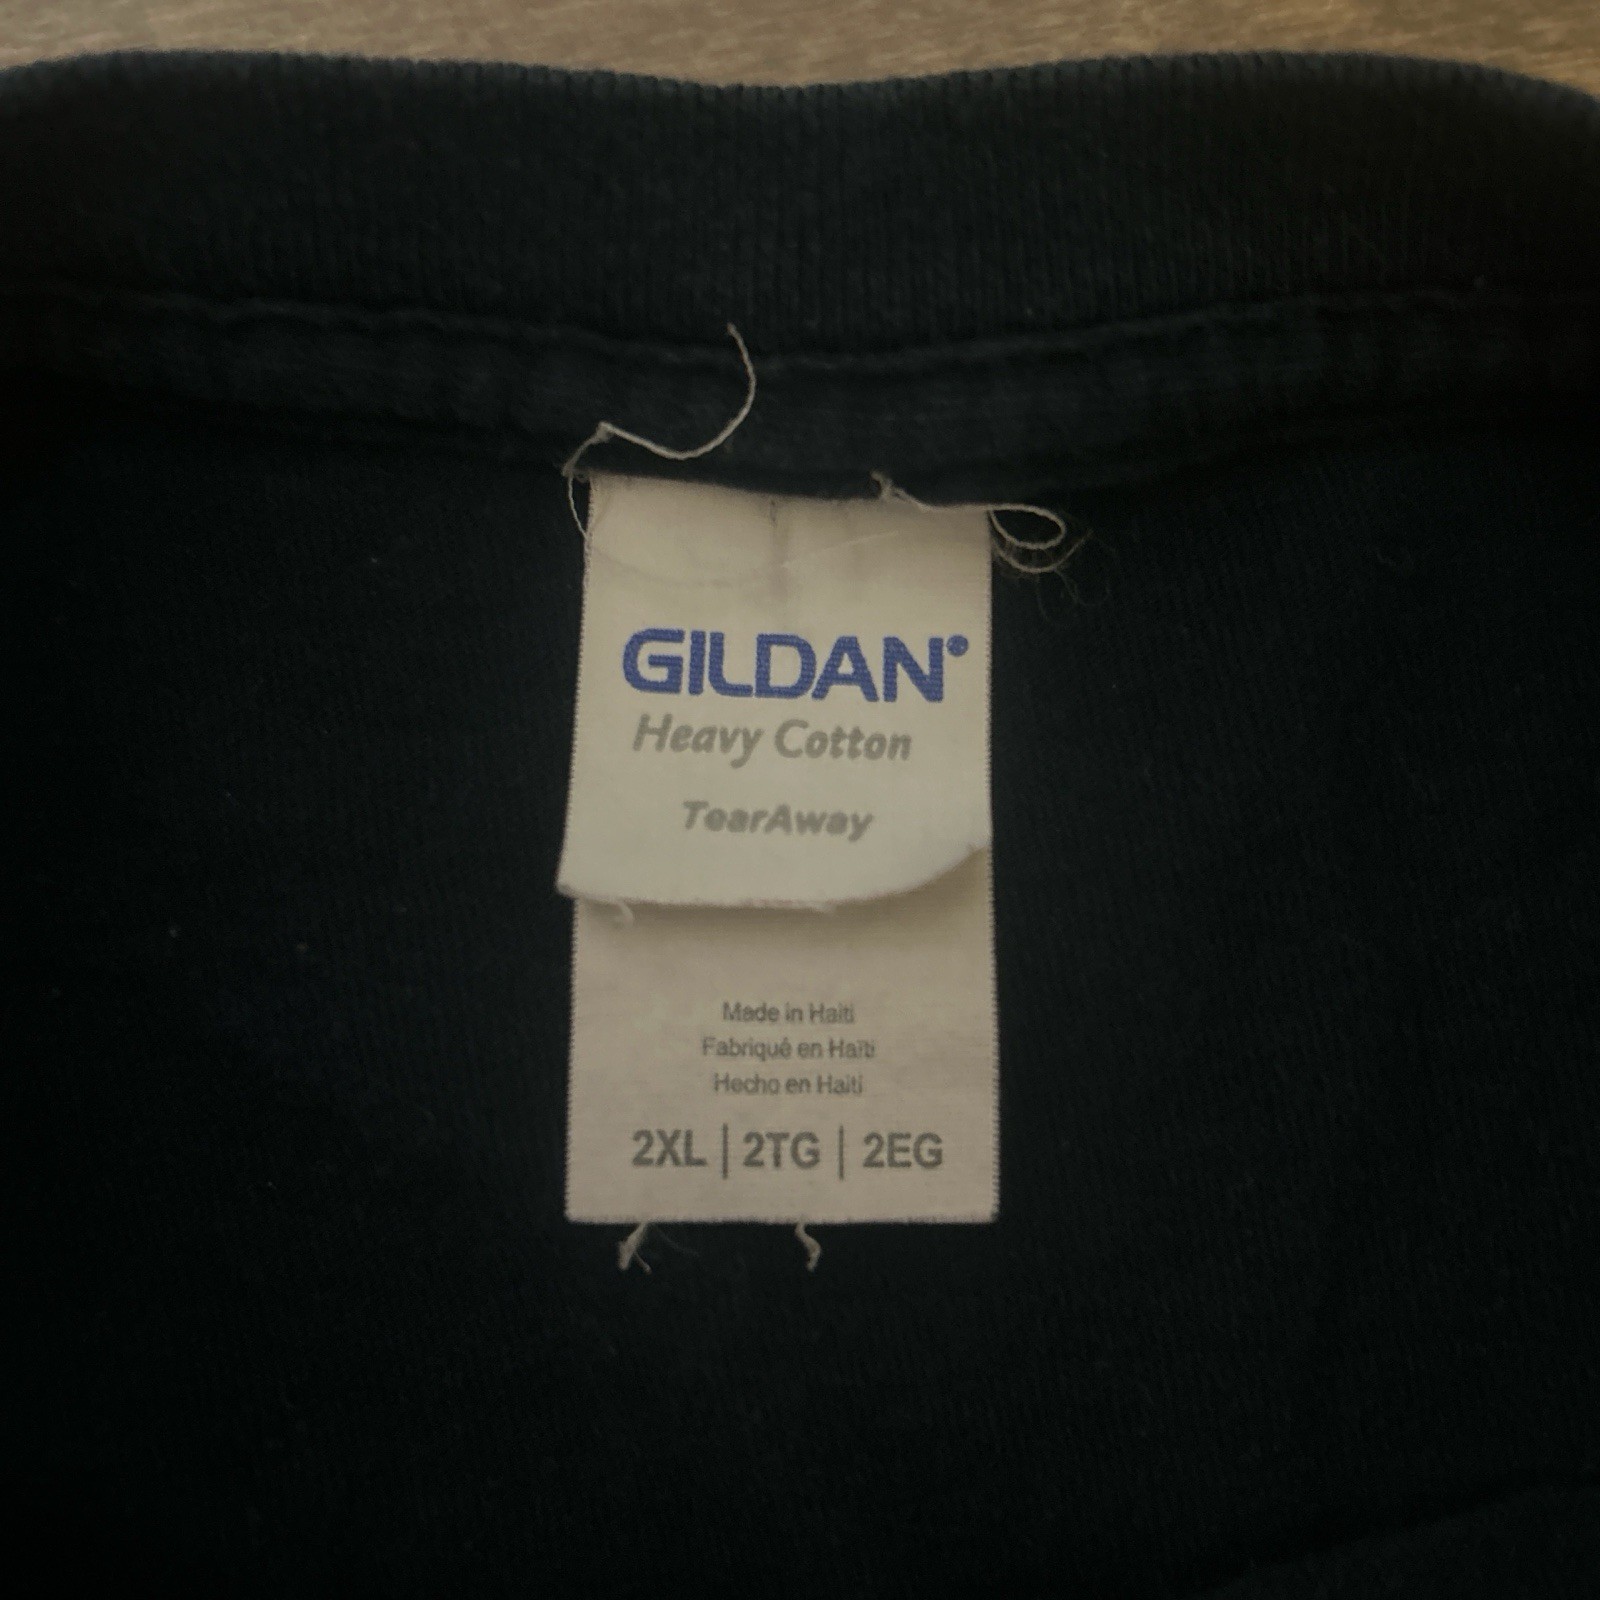 GILDAN
Heavy Cotton
TearAway
Made in Haiti
Fabriqué en Haïti
Hecho en Haiti
2XL | 2TG | 2EG